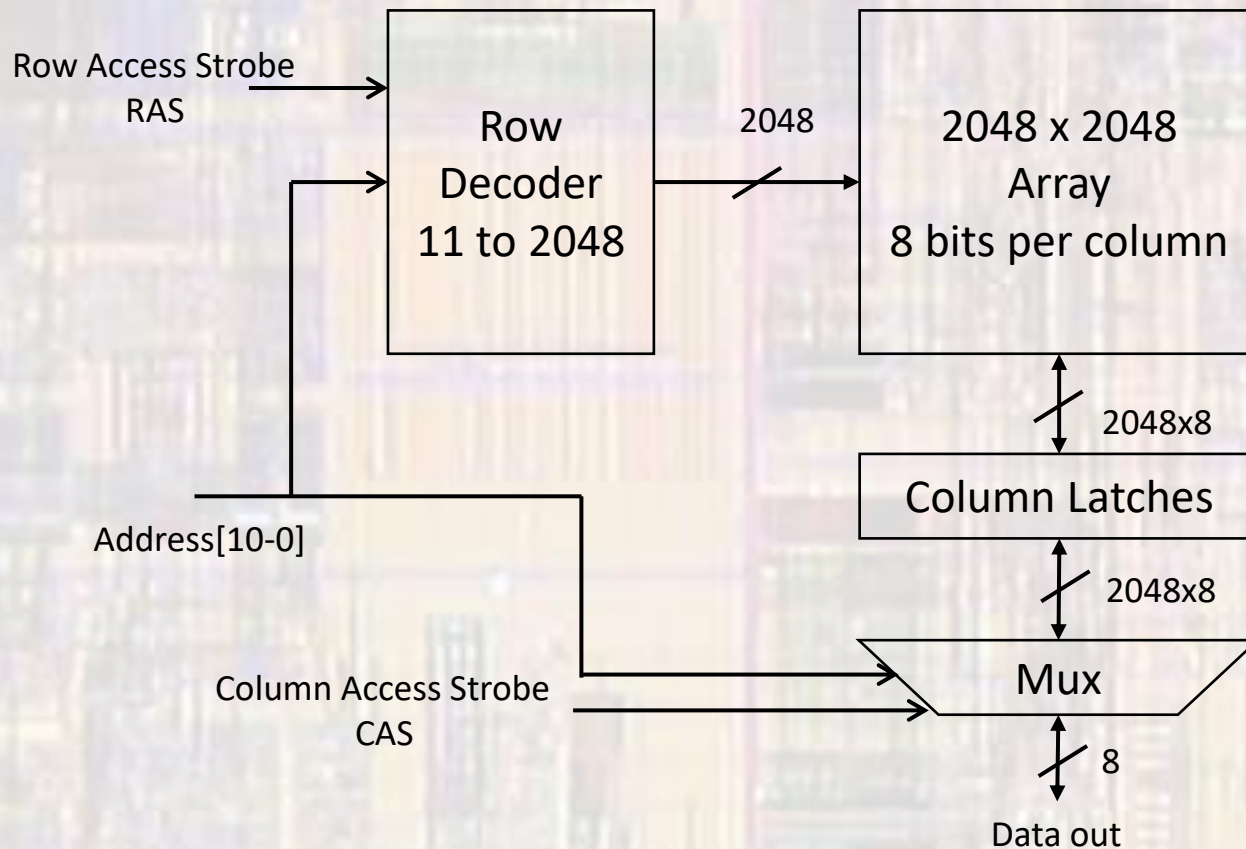 Row Access Strobe
RAS
Row
Decoder
11 to 2048
2048
2048 x 2048
Array
8 bits per column
2048x8
Column Latches
Address[10-0]
2048x8
Mux
Column Access Strobe
CAS
8
Data out